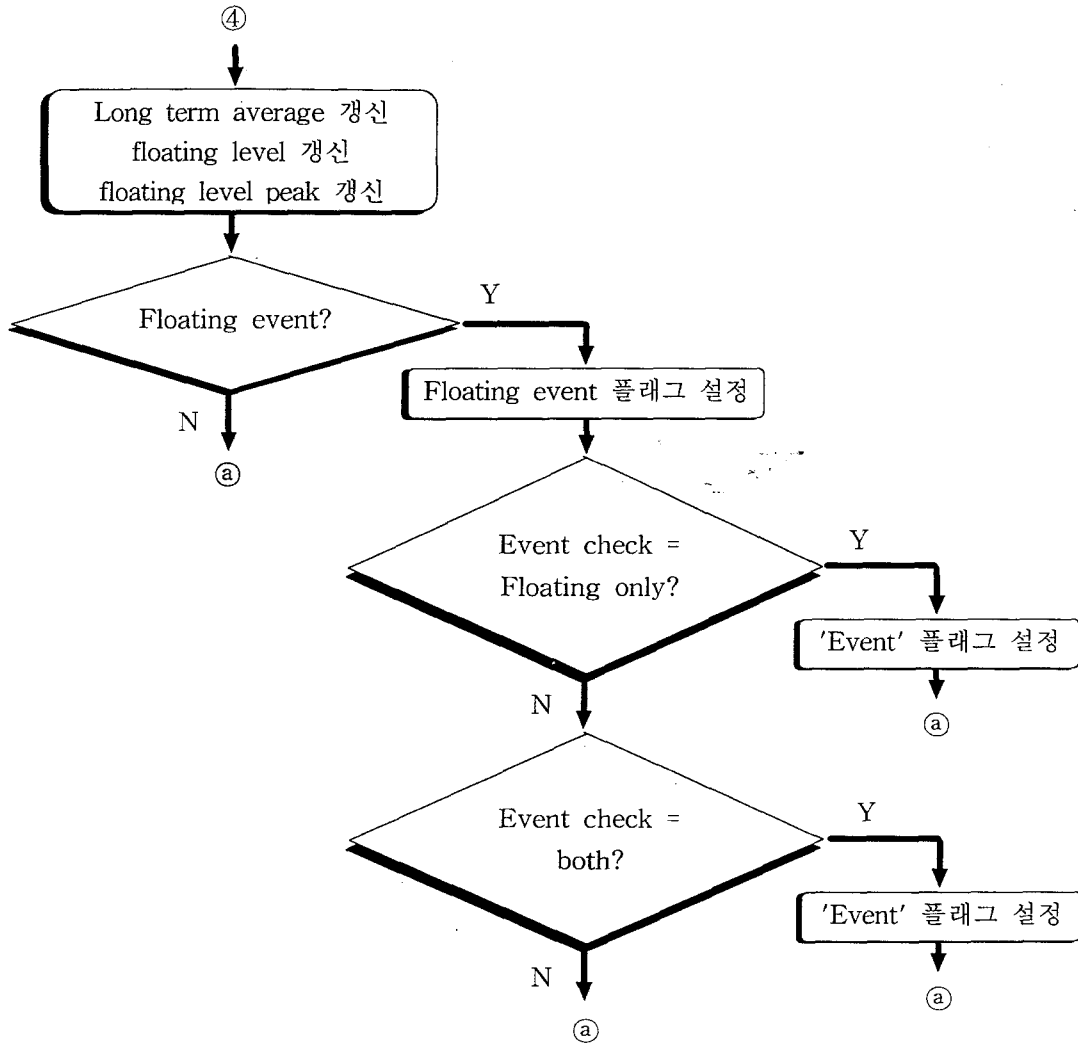 ④
Long term average 갱신
floating level 갱신
floating level peak 갱신
Floating event?
Y
N
ⓐ
Floating event 플래그 설정
Event check =
Floating only?
Y
'Event' 플래그 설정
ⓐ
N
Event check =
both?
Y
'Event' 플래그 설정
ⓐ
N
ⓐ